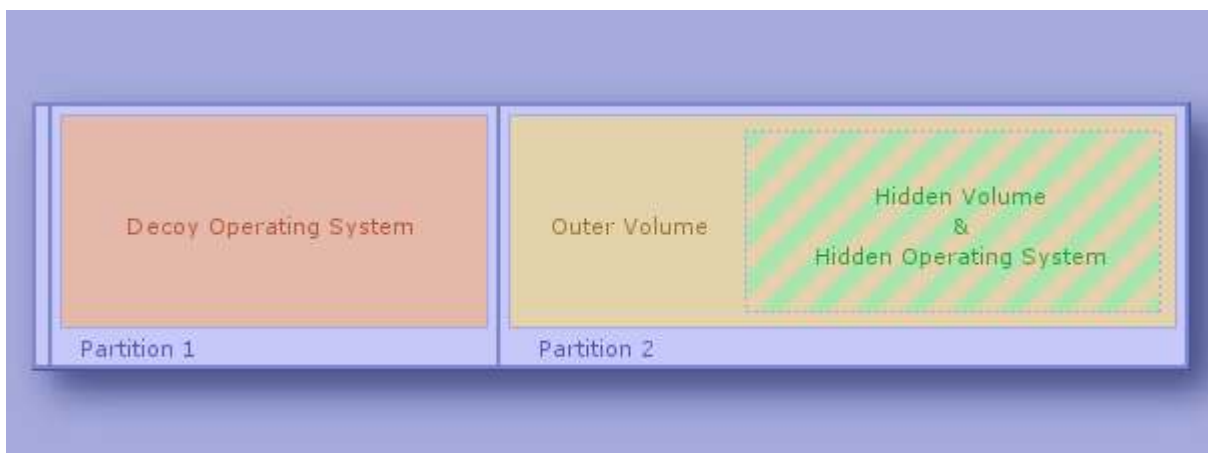 Decoy Operating System
Outer Volume
Hidden Volume
&
Hidden Operating System
Partition 1
Partition 2